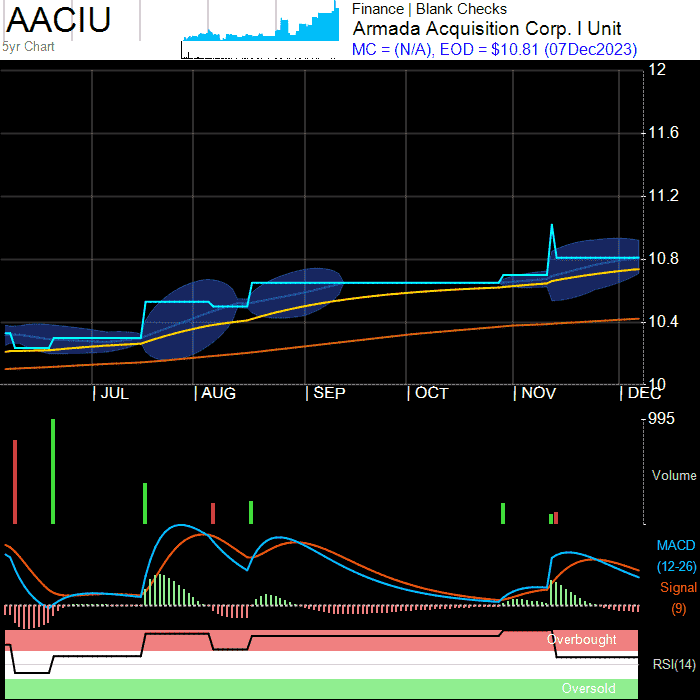 AACIU
5yr Chart
Finance | Blank Checks
Armada Acquisition Corp. I Unit
MC = (N/A), EOD = $10.81 (07Dec2023)
12
11.6
11.2
10.8
10.4
10
JUL AUG SEP OCT NOV DEC
995
Volume
MACD
(12-26)
Signal
(9)
Overbought
RSI(14)
Oversold